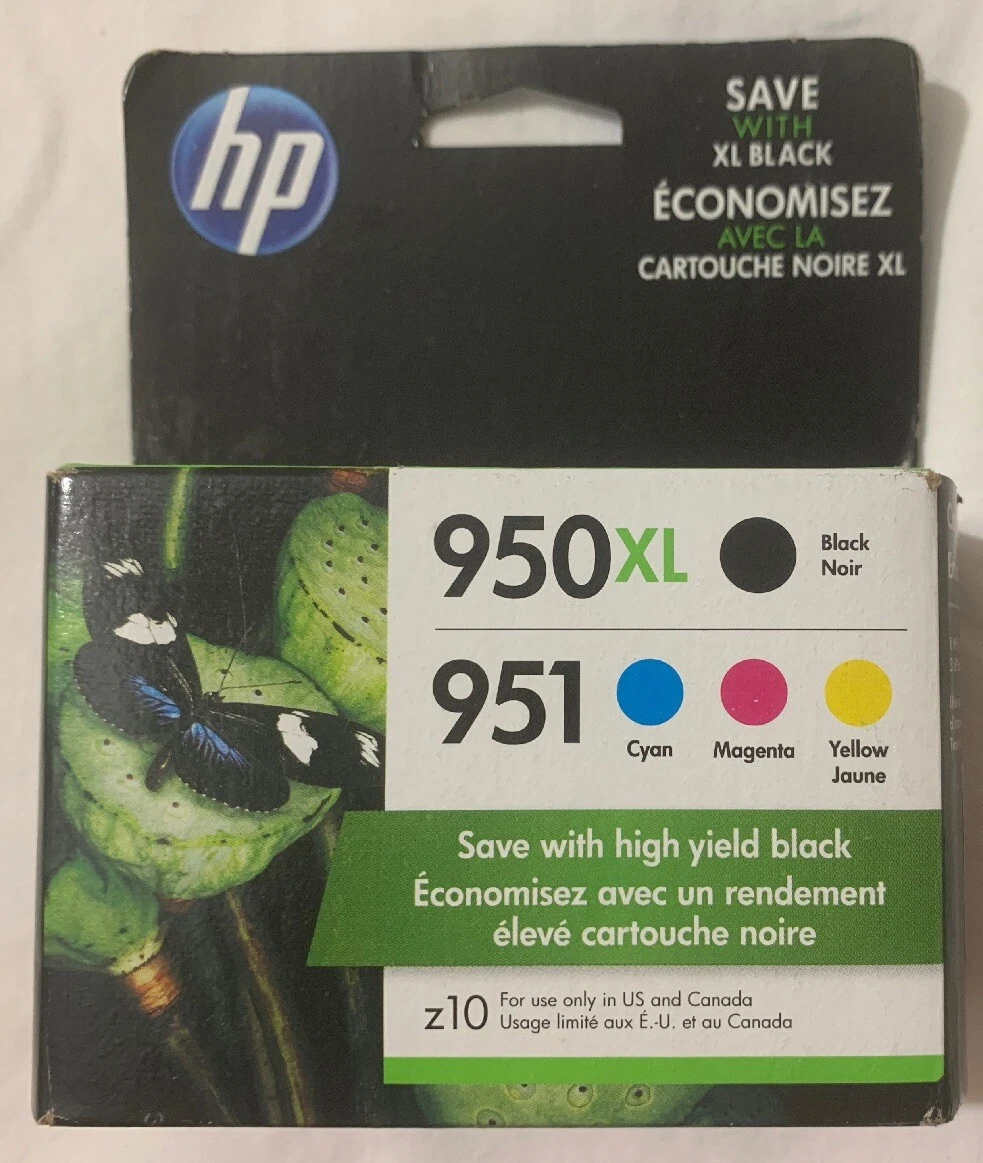 hp
SAVE
WITH
XL BLACK
ÉCONOMISEZ
AVEC LA
CARTOUCHE NOIRE XL
950XL
Black
Noir
951
Cyan
Magenta
Yellow
Jaune
Save with high yield black
Économisez avec un rendement
élevé cartouche noire
z10
For use only in US and Canada
Usage limité aux É.-U. et au Canada